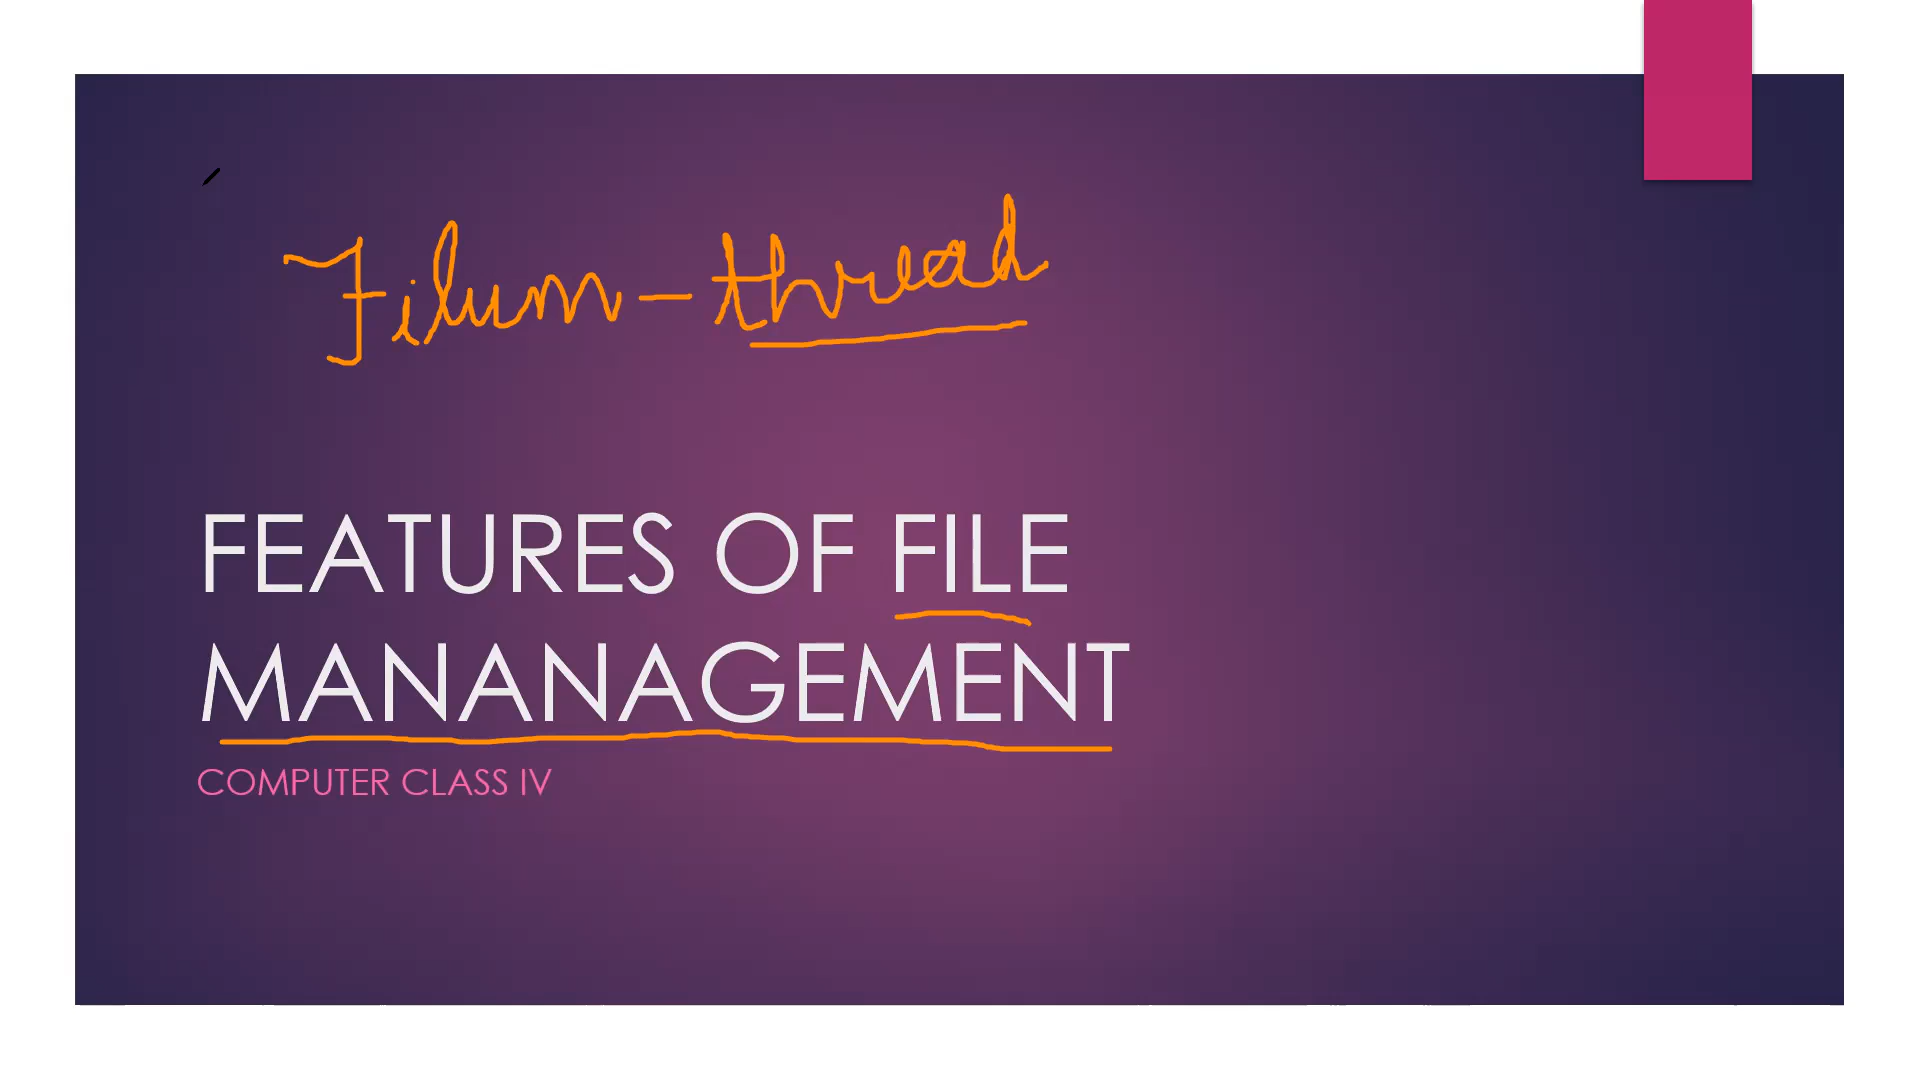 Filum - thread
FEATURES OF FILE
MANANAGEMENT
COMPUTER CLASS IV